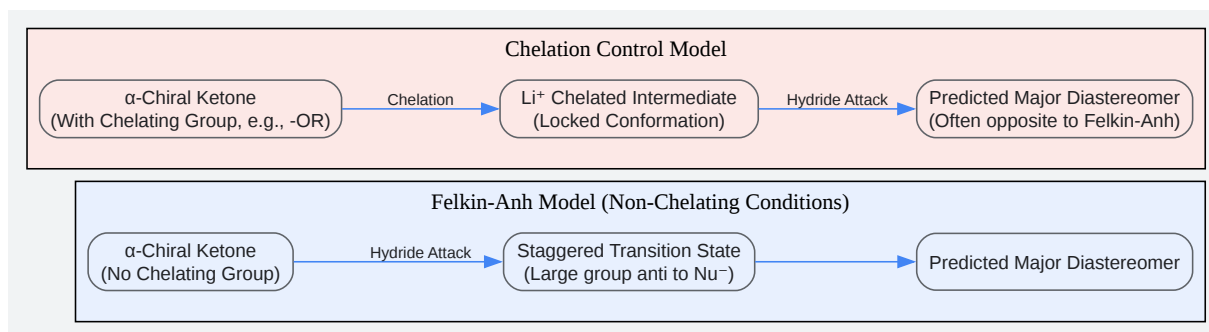 Chelation Control Model
α-Chiral Ketone
(With Chelating Group, e.g., -OR)
Chelation
Li⁺ Chelated Intermediate
(Locked Conformation)
Hydride Attack
Predicted Major Diastereomer
(Often opposite to Felkin-Anh)
Felkin-Anh Model (Non-Chelating Conditions)
α-Chiral Ketone
(No Chelating Group)
Hydride Attack
Staggered Transition State
(Large group anti to Nu⁻)
Predicted Major Diastereomer